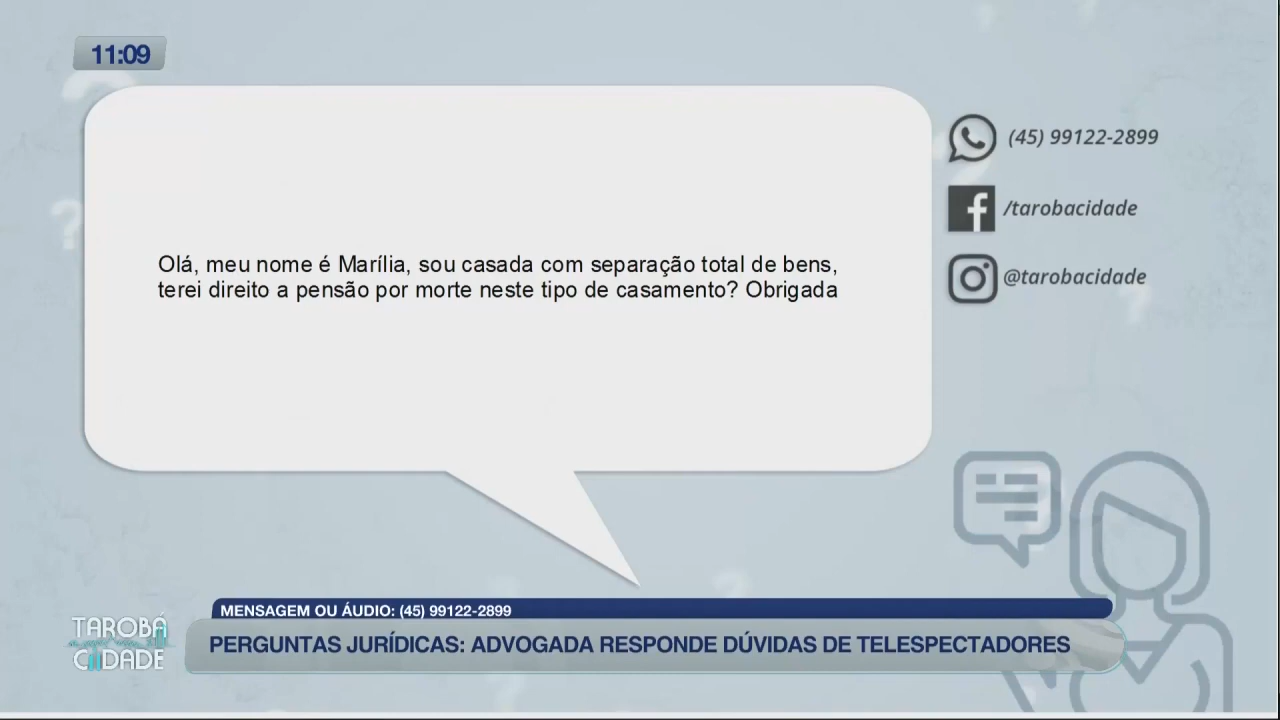 11:09
Olá, meu nome é Marília, sou casada com separação total de bens,
terei direito a pensão por morte neste tipo de casamento? Obrigada
(45) 99122-2899
/tarobacidade
@tarobacidade
MENSAGEM OU ÁUDIO: (45) 99122-2899
PERGUNTAS JURÍDICAS: ADVOGADA RESPONDE DÚVIDAS DE TELESPECTADORES
TAROBÁ
CIDADE